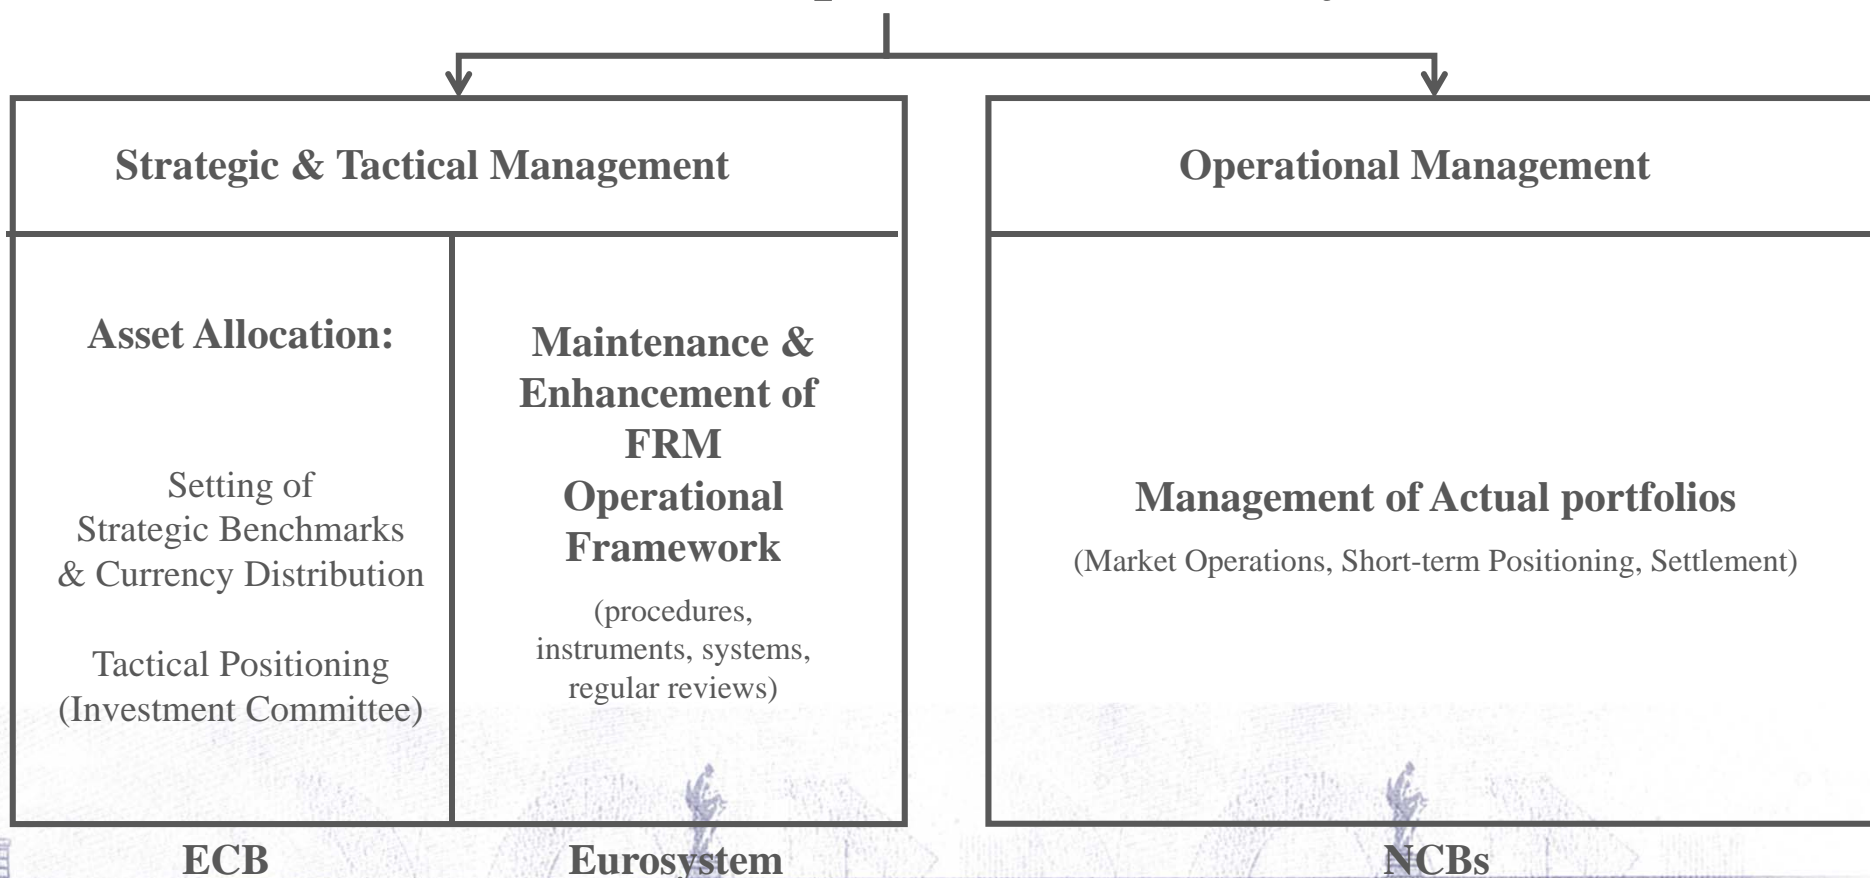 Strategic & Tactical Management
Operational Management
Asset Allocation:
Setting of
Strategic Benchmarks
& Currency Distribution
Tactical Positioning
(Investment Committee)
Maintenance &
Enhancement of
FRM
Operational
Framework
(procedures,
instruments, systems,
regular reviews)
Management of Actual portfolios
(Market Operations, Short-term Positioning, Settlement)
ECB
Eurosystem
NCBs